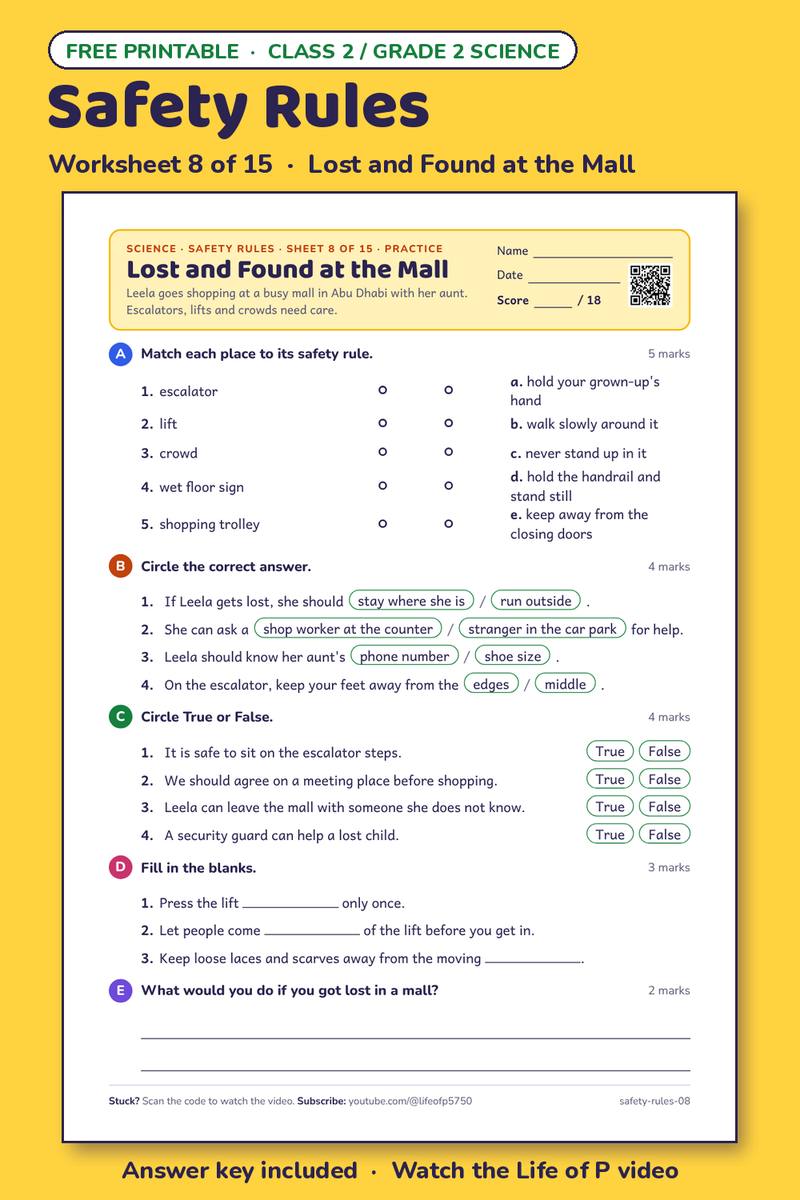 FREE PRINTABLE · CLASS 2 / GRADE 2 SCIENCE
Safety Rules
Worksheet 8 of 15 · Lost and Found at the Mall
SCIENCE · SAFETY RULES · SHEET 8 OF 15 · PRACTICE
Lost and Found at the Mall
Leela goes shopping at a busy mall in Abu Dhabi with her aunt.
Escalators, lifts and crowds need care.
Name
Date
Score / 18
A Match each place to its safety rule. 5 marks
1. escalator
a. hold your grown-up's
hand
2. lift
b. walk slowly around it
3. crowd
c. never stand up in it
4. wet floor sign
d. hold the handrail and
stand still
5. shopping trolley
e. keep away from the
closing doors
B Circle the correct answer. 4 marks
1. If Leela gets lost, she should stay where she is / run outside .
2. She can ask a shop worker at the counter / stranger in the car park for help.
3. Leela should know her aunt's phone number / shoe size .
4. On the escalator, keep your feet away from the edges / middle .
C Circle True or False. 4 marks
1. It is safe to sit on the escalator steps. True False
2. We should agree on a meeting place before shopping. True False
3. Leela can leave the mall with someone she does not know. True False
4. A security guard can help a lost child. True False
D Fill in the blanks. 3 marks
1. Press the lift ____________ only once.
2. Let people come ____________ of the lift before you get in.
3. Keep loose laces and scarves away from the moving ____________.
E What would you do if you got lost in a mall? 2 marks
Stuck? Scan the code to watch the video. Subscribe: youtube.com/@lifeofp5750 safety-rules-08
Answer key included · Watch the Life of P video